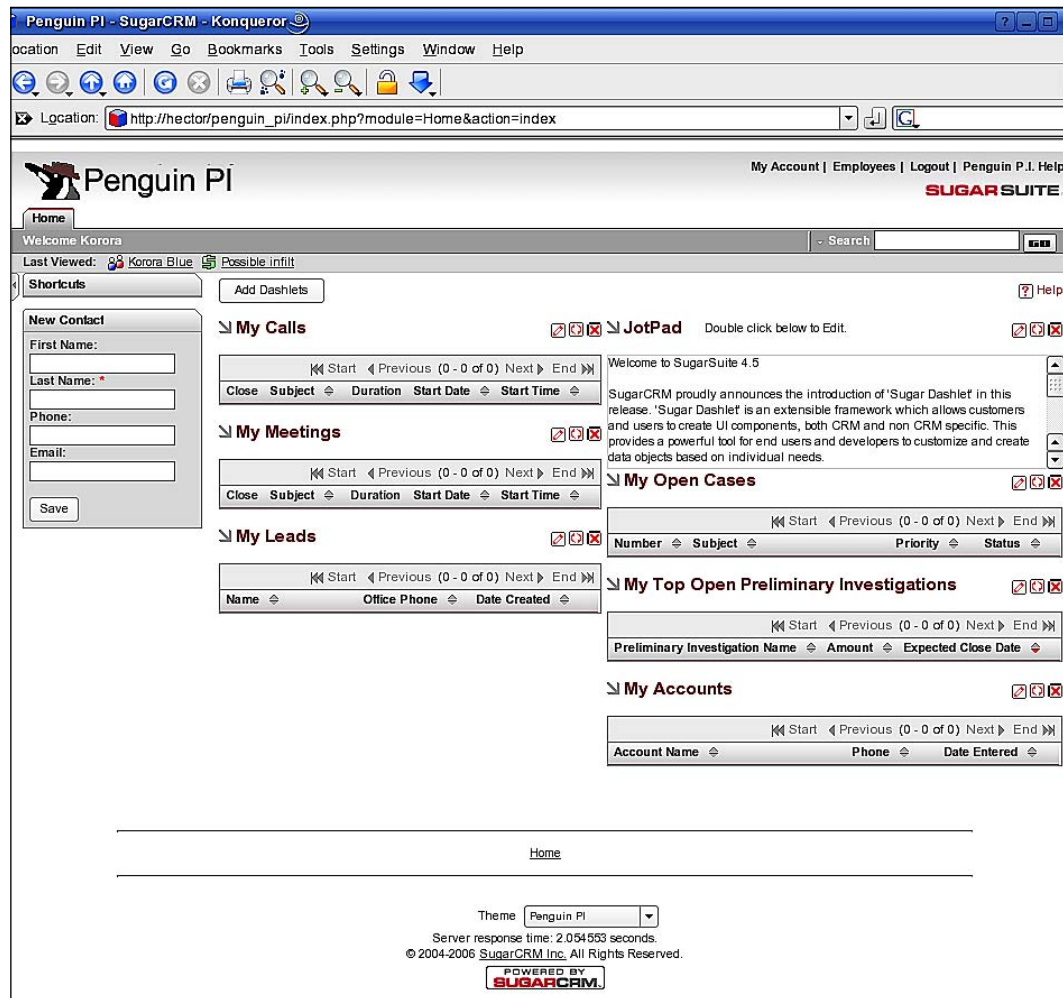 Penguin PI - SugarCRM - Konqueror
ocation Edit View Go Bookmarks Tools Settings Window Help
Location: http://hector/penguin_pi/index.php?module=Home&action=index
G
Penguin PI
My Account | Employees | Logout | Penguin P.I. Help
SUGARSUITE
Home
Welcome Korora
- Search GO
Last Viewed: Korora Blue Possible infilt
Shortcuts
New Contact
First Name:
Last Name: *
Phone:
Email:
Save
Add Dashlets
? Help
My Calls
Start Previous (0 - 0 of 0) Next End
Close Subject Duration Start Date Start Time
My Meetings
Start Previous (0 - 0 of 0) Next End
Close Subject Duration Start Date Start Time
My Leads
Start Previous (0 - 0 of 0) Next End
Name Office Phone Date Created
JotPad Double click below to Edit.
Welcome to SugarSuite 4.5
SugarCRM proudly announces the introduction of 'Sugar Dashlet' in this
release. 'Sugar Dashlet' is an extensible framework which allows customers
and users to create UI components, both CRM and non CRM specific. This
provides a powerful tool for end users and developers to customize and create
data objects based on individual needs.
My Open Cases
Start Previous (0 - 0 of 0) Next End
Number Subject Priority Status
My Top Open Preliminary Investigations
Start Previous (0 - 0 of 0) Next End
Preliminary Investigation Name Amount Expected Close Date
My Accounts
Start Previous (0 - 0 of 0) Next End
Account Name Phone Date Entered
Home
Theme Penguin PI
Server response time: 2.054553 seconds.
© 2004-2006 SugarCRM Inc. All Rights Reserved.
POWERED BY
SUGARCRM.